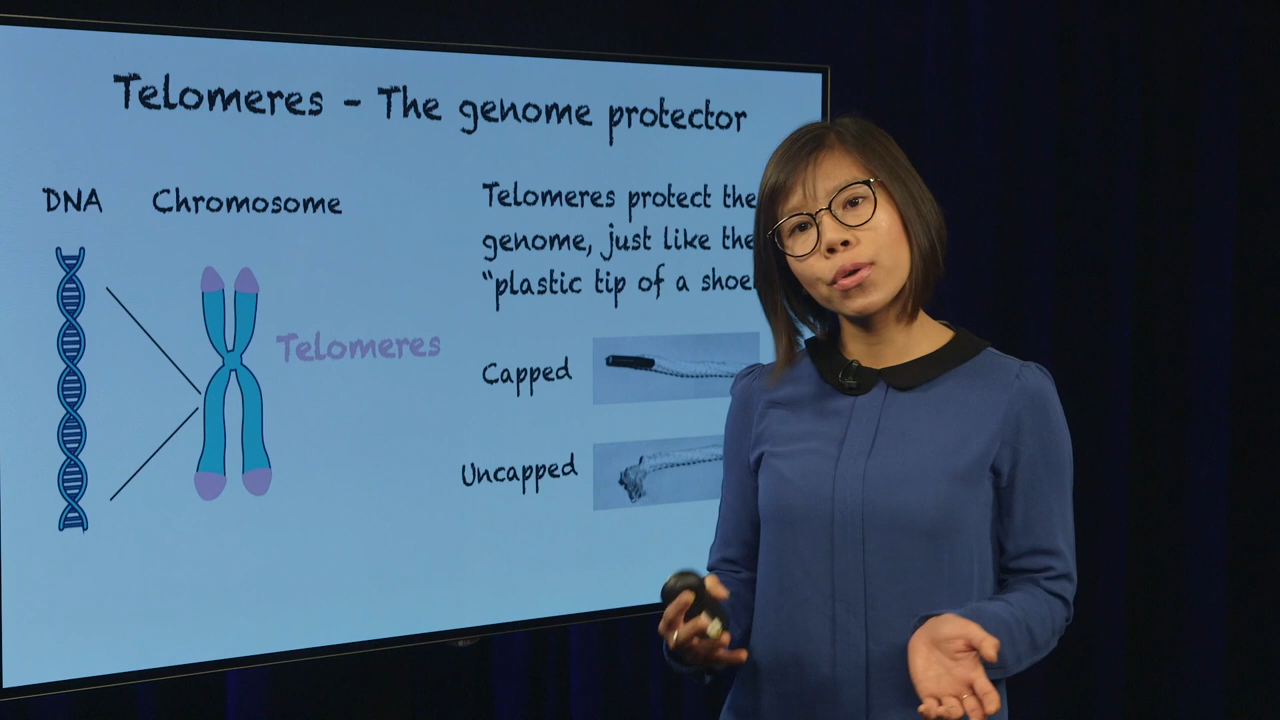 Telomeres - The genome protector
DNA
Chromosome
Telomeres
Telomeres protect the
genome, just like the
“plastic tip of a shoe
Capped
Uncapped